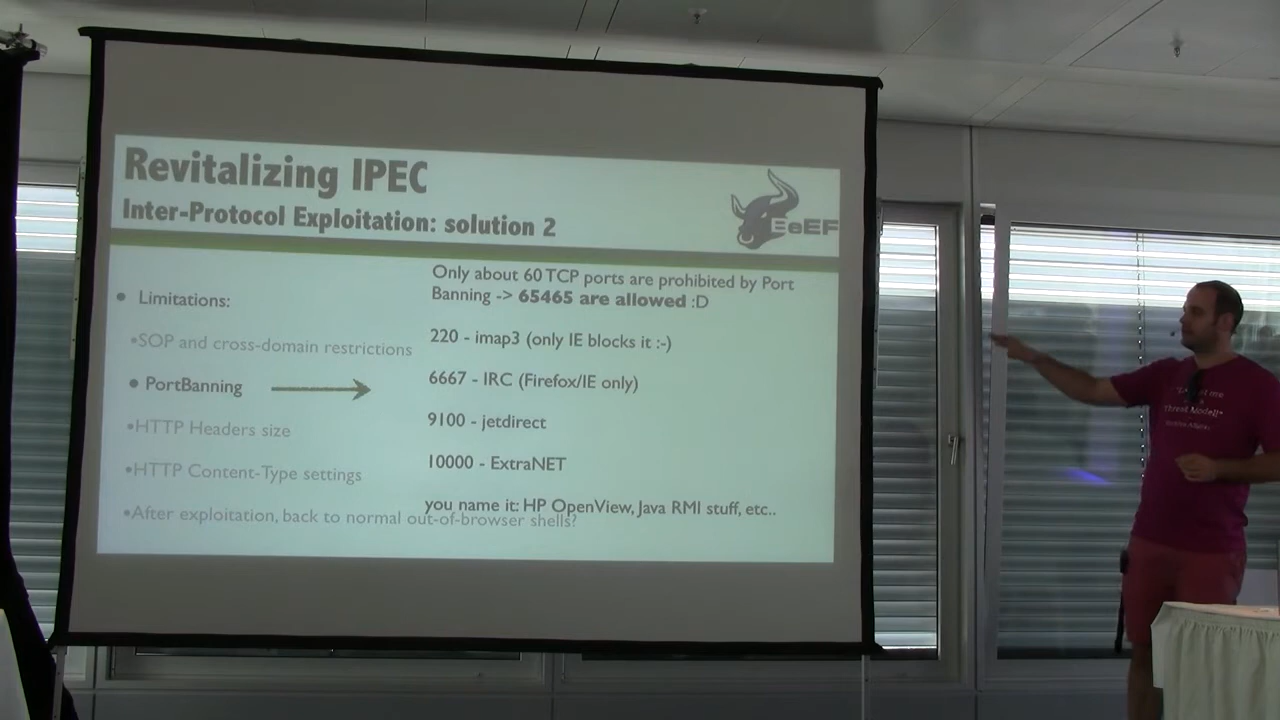 Revitalizing IPEC
Inter-Protocol Exploitation: solution 2
BeEF
Only about 60 TCP ports are prohibited by Port
Banning -> 65465 are allowed :D
• Limitations:
220 - imap3 (only IE blocks it :-)
•SOP and cross-domain restrictions
6667 - IRC (Firefox/IE only)
• PortBanning
9100 - jetdirect
•HTTP Headers size
10000 - ExtraNET
•HTTP Content-Type settings
you name it: HP OpenView, Java RMI stuff, etc..
•After exploitation, back to normal out-of-browser shells?
me
Threat Model!"